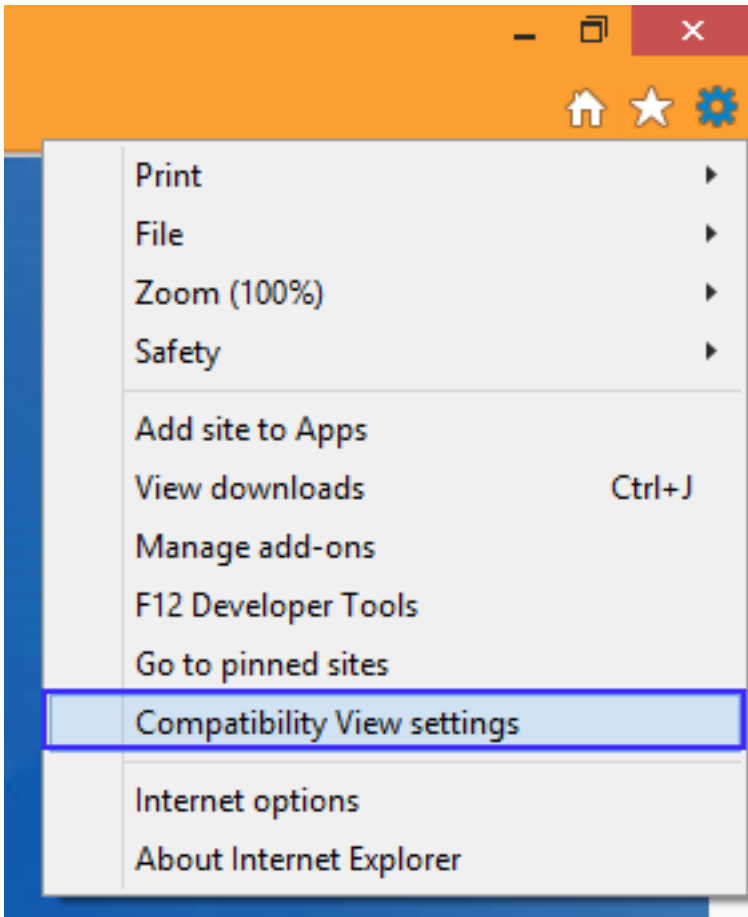 Print
File
Zoom (100%)
Safety
Add site to Apps
View downloads Ctrl+J
Manage add-ons
F12 Developer Tools
Go to pinned sites
Compatibility View settings
Internet options
About Internet Explorer